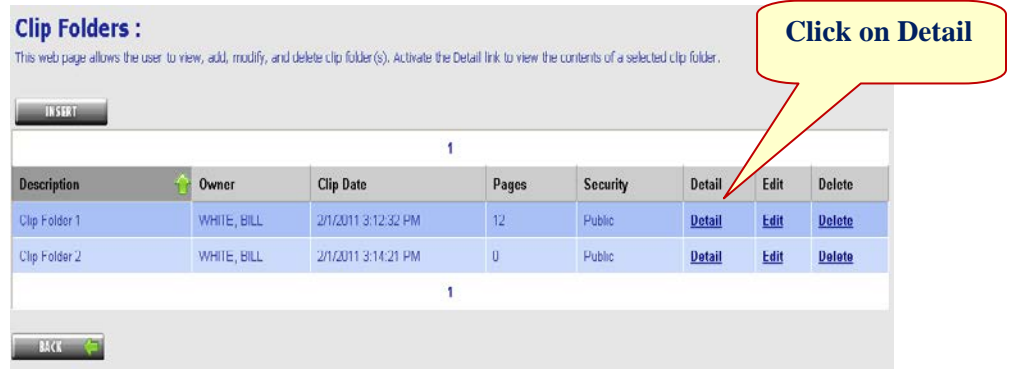 Clip Folders :
Click on Detail
This web page allows the user to view, add, modify, and delete clip folder(s). Activate the Detail link to view the contents of a selected clip folder.
INSERT
1
Description Owner Clip Date Pages Security Detail Edit Delete
Clip Folder 1 WHITE, BILL 2/1/2011 3:12:32 PM 12 Public Detail Edit Delete
Clip Folder 2 WHITE, BILL 2/1/2011 3:14:21 PM 0 Public Detail Edit Delete
1
BACK